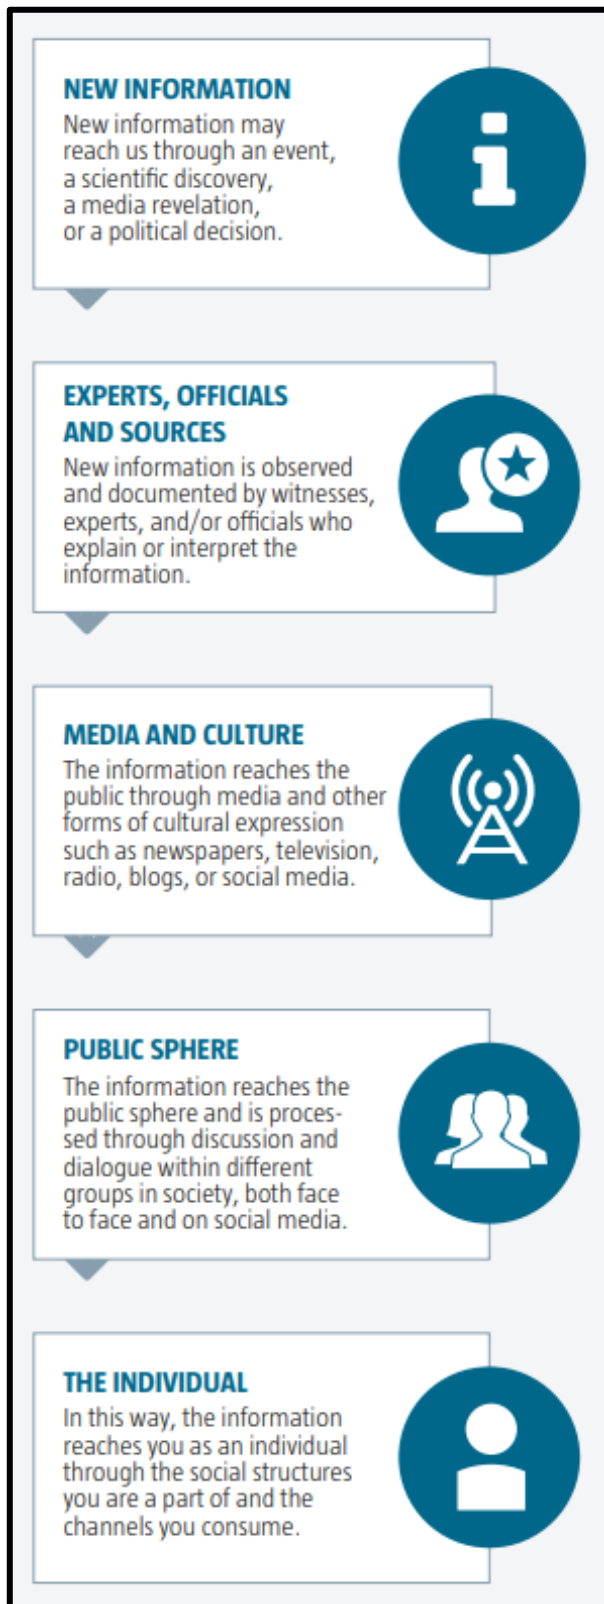 NEW INFORMATION
New information may
reach us through an event,
a scientific discovery,
a media revelation,
or a political decision.
EXPERTS, OFFICIALS
AND SOURCES
New information is observed
and documented by witnesses,
experts, and/or officials who
explain or interpret the
information.
MEDIA AND CULTURE
The information reaches the
public through media and other
forms of cultural expression
such as newspapers, television,
radio, blogs, or social media.
PUBLIC SPHERE
The information reaches the
public sphere and is proces-
sed through discussion and
dialogue within different
groups in society, both face
to face and on social media.
THE INDIVIDUAL
In this way, the information
reaches you as an individual
through the social structures
you are a part of and the
channels you consume.